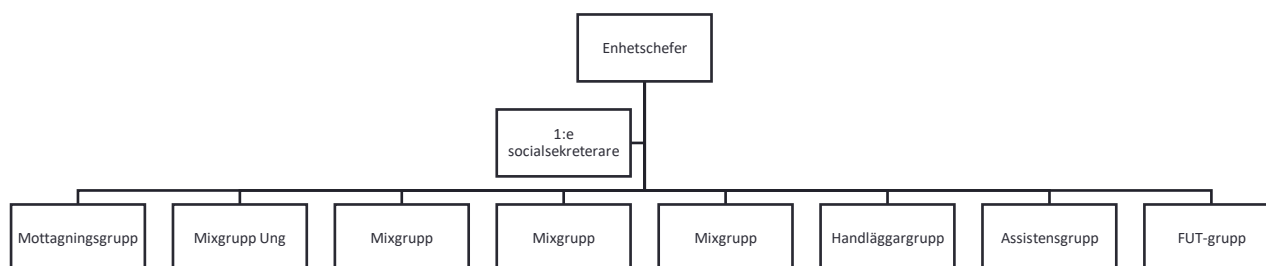 Enhetschefer
1:e
socialsekreterare
Mottagningsgrupp
Mixgrupp Ung
Mixgrupp
Mixgrupp
Mixgrupp
Handläggargrupp
Assistensgrupp
FUT-grupp